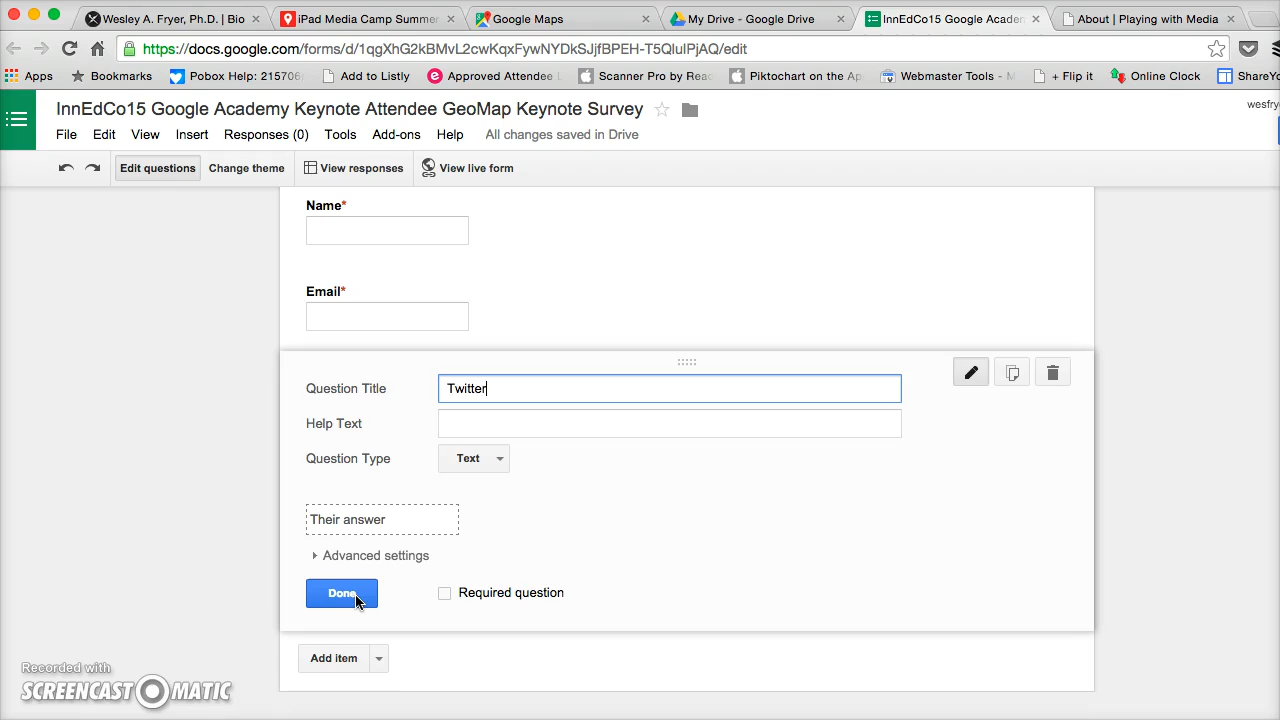 Wesley A. Fryer, Ph.D. | Bio
iPad Media Camp Summer
Google Maps
My Drive - Google Drive
InnEdCo15 Google Academ
About | Playing with Media
https://docs.google.com/forms/d/1qgXhG2kBMvL2cwKqxFywNYDkSJjfBPEH-T5QluIPjAQ/edit
Apps
Bookmarks
Pobox Help: 215706
Add to Listly
Approved Attendee
Scanner Pro by Re
Piktochart on the Ap
Webmaster Tools - M
+ Flip it
Online Clock
ShareYo
InnEdCo15 Google Academy Keynote Attendee GeoMap Keynote Survey
wesfry
File Edit View Insert Responses (0) Tools Add-ons Help All changes saved in Drive
Edit questions Change theme View responses View live form
Name*
Email*
Question Title Twitter
Help Text
Question Type Text
Their answer
Advanced settings
Done Required question
Add item
Recorded with
SCREENCAST O MATIC